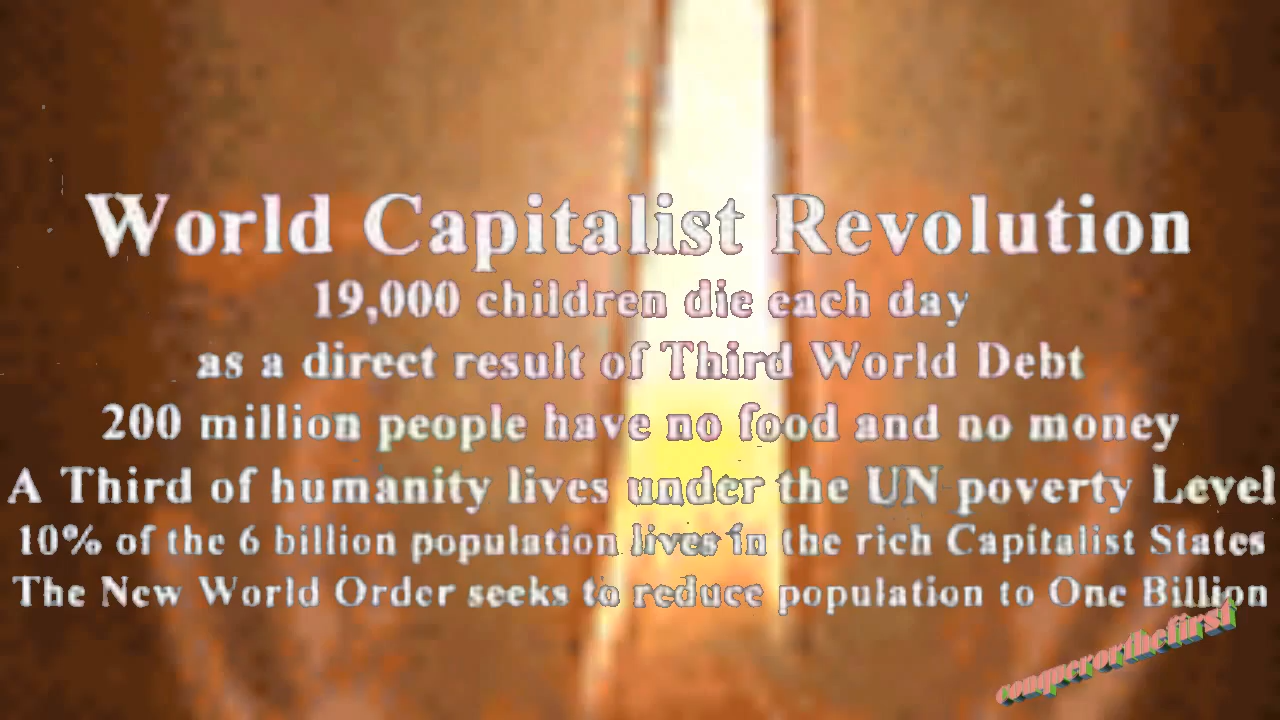 World Capitalist Revolution
19,000 children die each day
as a direct result of Third World Debt
200 million people have no food and no money
A Third of humanity lives under the UN poverty Level
10% of the 6 billion population lives in the rich Capitalist States
The New World Order seeks to reduce population to One Billion
conquerorthefirst